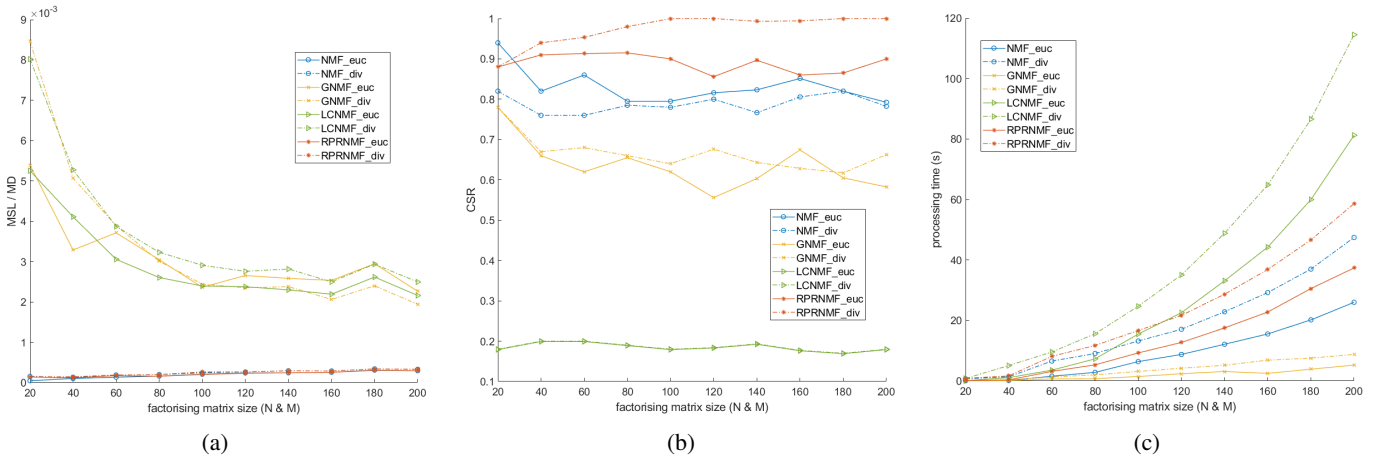 ×10⁻³
9
8
7
6
5
4
3
2
1
0
MSL / MD
20 40 60 80 100 120 140 160 180 200
factorising matrix size (N & M)
NMF_euc
NMF_div
GNMF_euc
GNMF_div
LCNMF_euc
LCNMF_div
RPRNMF_euc
RPRNMF_div
(a)
1
0.9
0.8
0.7
0.6
0.5
0.4
0.3
0.2
0.1
CSR
20 40 60 80 100 120 140 160 180 200
factorising matrix size (N & M)
NMF_euc
NMF_div
GNMF_euc
GNMF_div
LCNMF_euc
LCNMF_div
RPRNMF_euc
RPRNMF_div
(b)
120
100
80
60
40
20
0
processing time (s)
20 40 60 80 100 120 140 160 180 200
factorising matrix size (N & M)
NMF_euc
NMF_div
GNMF_euc
GNMF_div
LCNMF_euc
LCNMF_div
RPRNMF_euc
RPRNMF_div
(c)